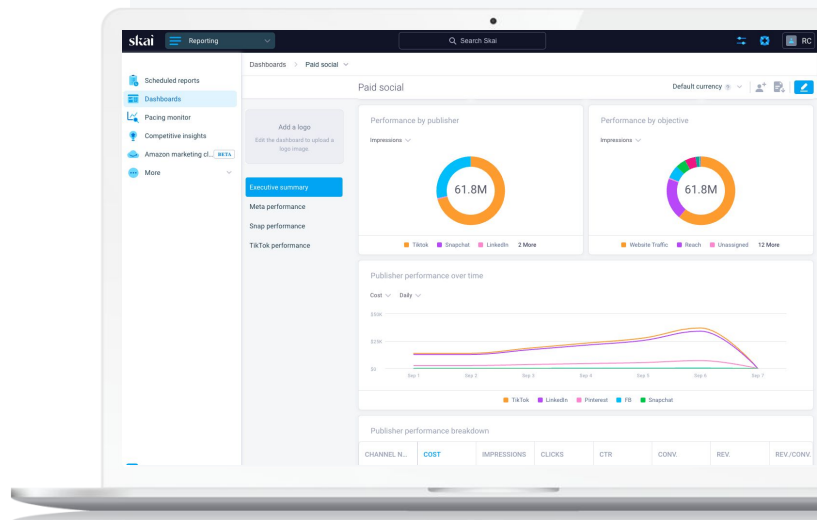 skai
Reporting
Search Skai
RC
Dashboards > Paid social
Scheduled reports
Dashboards
Pacing monitor
Competitive insights
Amazon marketing cl... BETA
More
Paid social
Default currency
Add a logo
Edit the dashboard to upload a
logo image.
Executive summary
Meta performance
Snap performance
TikTok performance
Performance by publisher
Impressions
61.8M
Tiktok Snapchat LinkedIn 2 More
Performance by objective
Impressions
61.8M
Website Traffic Reach Unassigned 12 More
Publisher performance over time
Cost Daily
$50K
$25K
$0
Sep 1 Sep 2 Sep 3 Sep 4 Sep 5 Sep 6 Sep 7
TikTok LinkedIn Pinterest FB Snapchat
Publisher performance breakdown
CHANNEL N... COST IMPRESSIONS CLICKS CTR CONV. REV. REV./CONV.